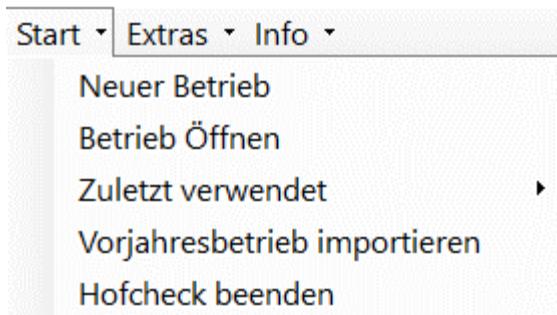 Start Extras Info
Neuer Betrieb
Betrieb Öffnen
Zuletzt verwendet
Vorjahresbetrieb importieren
Hofcheck beenden